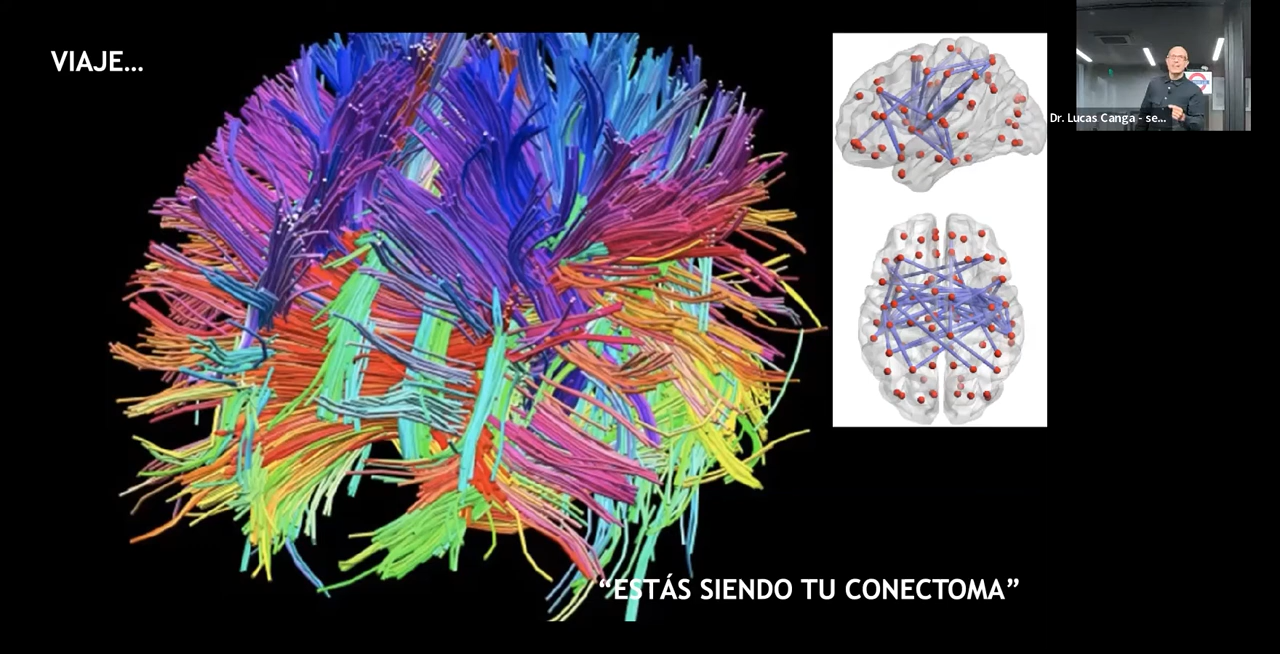 VIAJE...
Dr. Lucas Canga - se...
“ESTÁS SIENDO TU CONECTOMA”